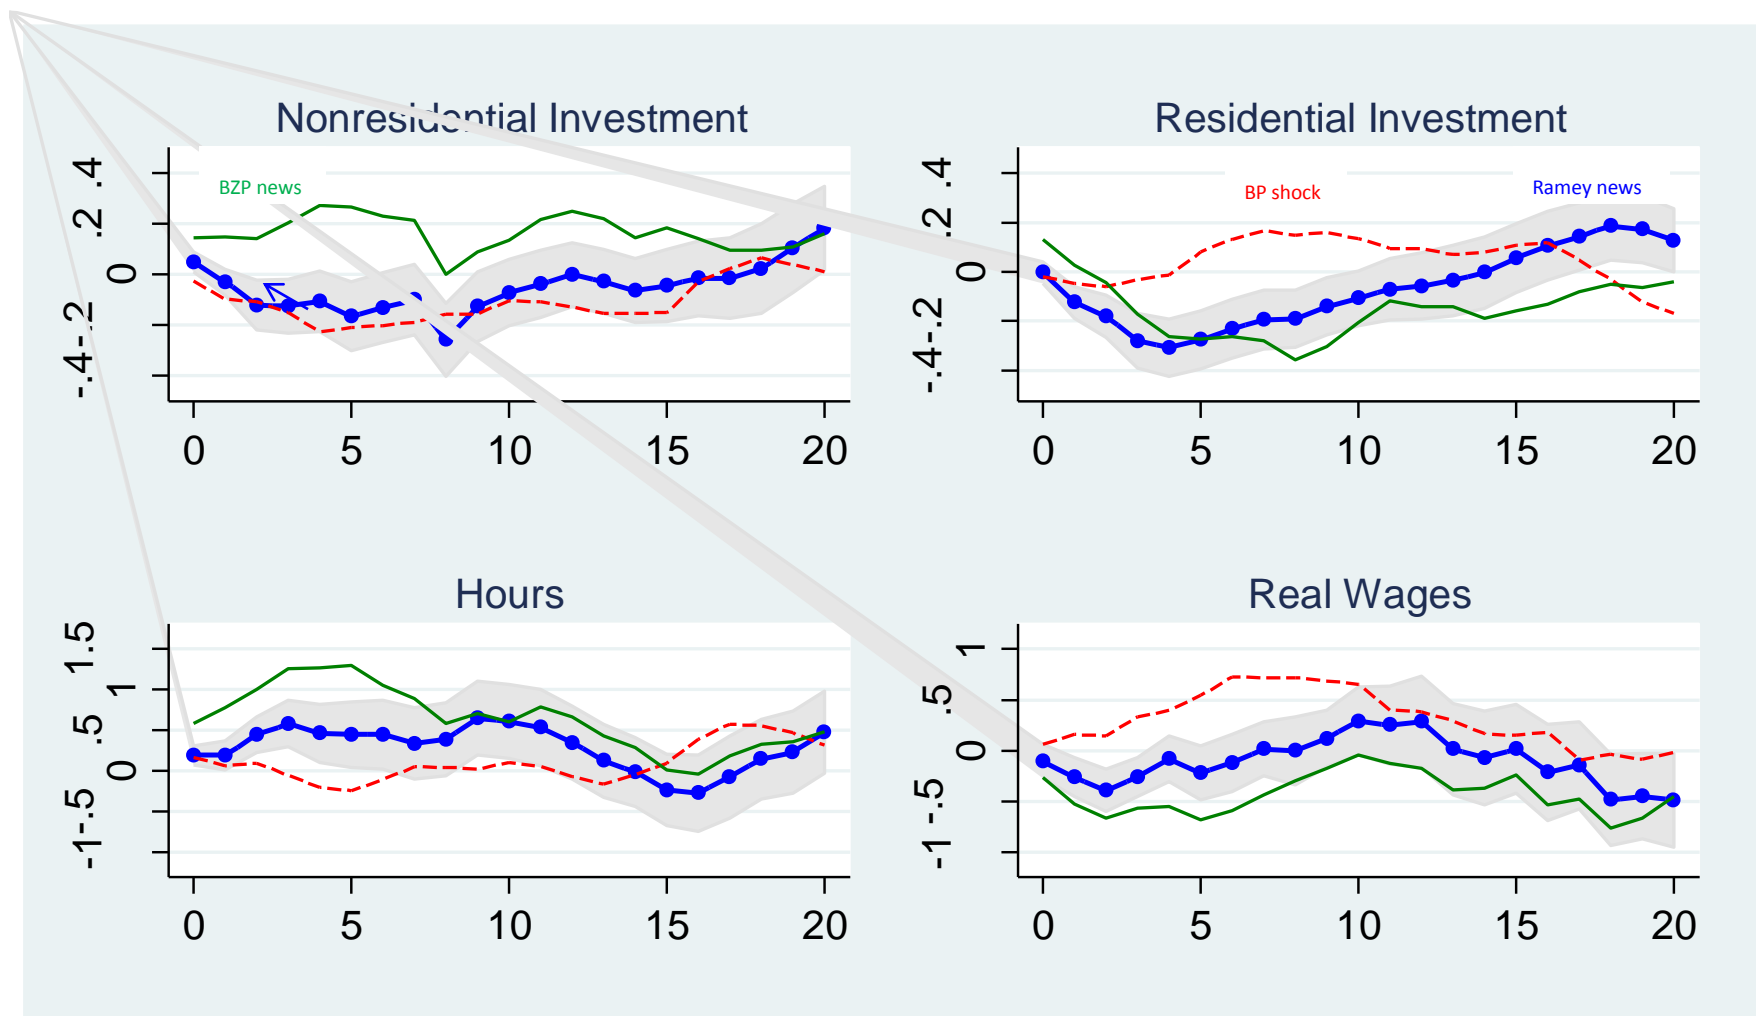 Nonresidential Investment
BZP news
.4
.2
0
-.2
-.4
0 5 10 15 20
Residential Investment
BP shock
Ramey news
.4
.2
0
-.2
-.4
0 5 10 15 20
Hours
1.5
1
.5
0
-.5
-1
0 5 10 15 20
Real Wages
1
.5
0
-.5
-1
0 5 10 15 20